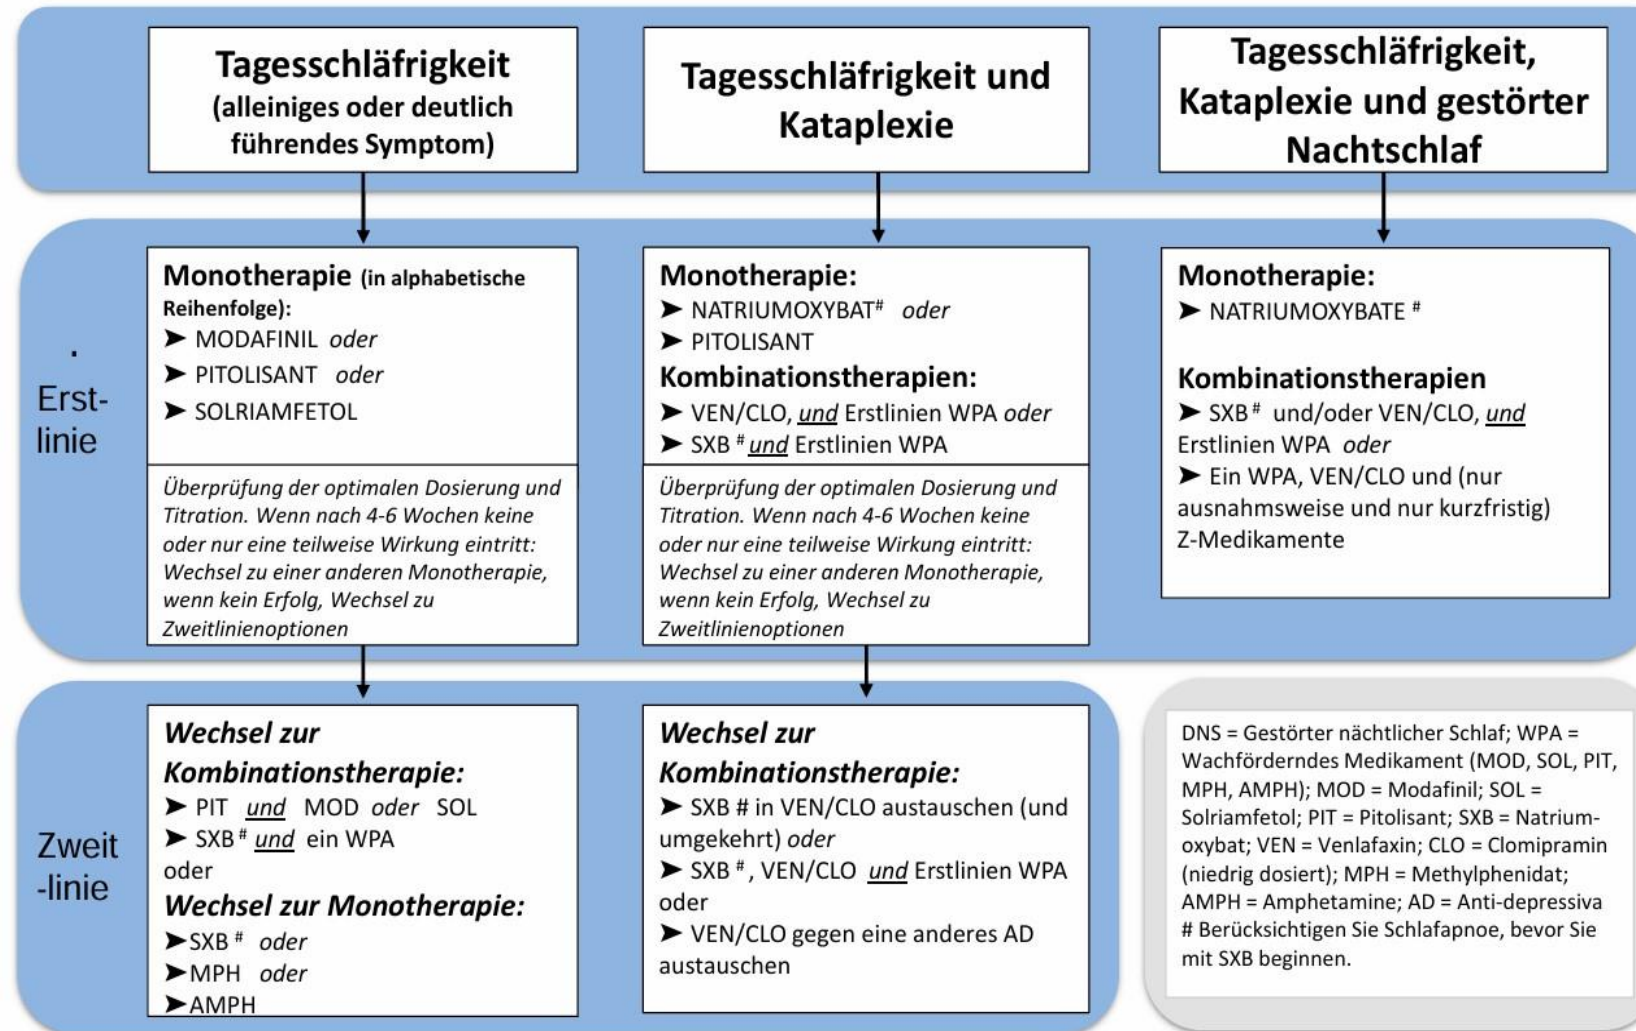 Tagesschläfrigkeit
(alleiniges oder deutlich
führendes Symptom)
Tagesschläfrigkeit und
Kataplexie
Tagesschläfrigkeit,
Kataplexie und gestörter
Nachtschlaf
.
Erst-
linie
Monotherapie (in alphabetische
Reihenfolge):
➤ MODAFINIL oder
➤ PITOLISANT oder
➤ SOLRIAMFETOL
Überprüfung der optimalen Dosierung und
Titration. Wenn nach 4-6 Wochen keine
oder nur eine teilweise Wirkung eintritt:
Wechsel zu einer anderen Monotherapie,
wenn kein Erfolg, Wechsel zu
Zweitlinienoptionen
Monotherapie:
➤ NATRIUMOXYBAT# oder
➤ PITOLISANT
Kombinationstherapien:
➤ VEN/CLO, und Erstlinien WPA oder
➤ SXB # und Erstlinien WPA
Überprüfung der optimalen Dosierung und
Titration. Wenn nach 4-6 Wochen keine
oder nur eine teilweise Wirkung eintritt:
Wechsel zu einer anderen Monotherapie,
wenn kein Erfolg, Wechsel zu
Zweitlinienoptionen
Monotherapie:
➤ NATRIUMOXYBATE #
Kombinationstherapien
➤ SXB # und/oder VEN/CLO, und
Erstlinien WPA oder
➤ Ein WPA, VEN/CLO und (nur
ausnahmsweise und nur kurzfristig)
Z-Medikamente
Zweit
-linie
Wechsel zur
Kombinationstherapie:
➤ PIT und MOD oder SOL
➤ SXB # und ein WPA
oder
Wechsel zur Monotherapie:
➤SXB # oder
➤MPH oder
➤AMPH
Wechsel zur
Kombinationstherapie:
➤ SXB # in VEN/CLO austauschen (und
umgekehrt) oder
➤ SXB #, VEN/CLO und Erstlinien WPA
oder
➤ VEN/CLO gegen eine anderes AD
austauschen
DNS = Gestörter nächtlicher Schlaf; WPA =
Wachförderndes Medikament (MOD, SOL, PIT,
MPH, AMPH); MOD = Modafinil; SOL =
Solriamfetol; PIT = Pitolisant; SXB = Natrium-
oxybat; VEN = Venlafaxin; CLO = Clomipramin
(niedrig dosiert); MPH = Methylphenidat;
AMPH = Amphetamine; AD = Anti-depressiva
# Berücksichtigen Sie Schlafapnoe, bevor Sie
mit SXB beginnen.